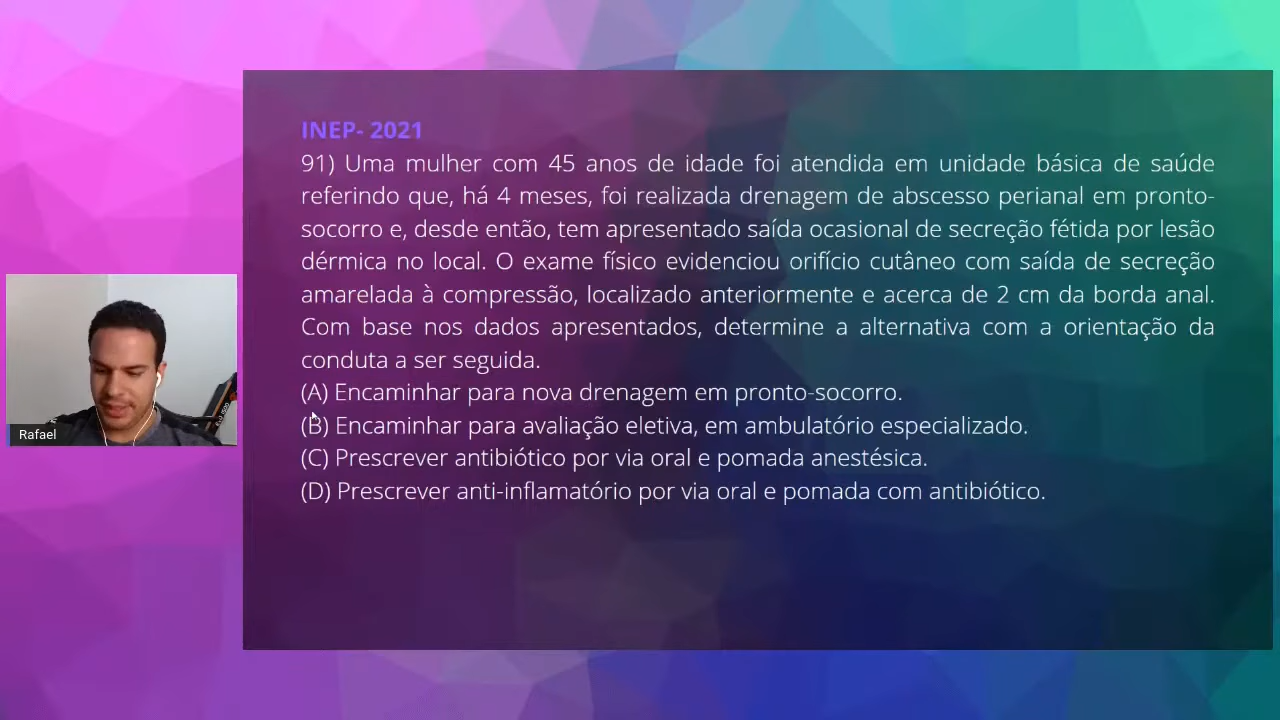 INEP- 2021
91) Uma mulher com 45 anos de idade foi atendida em unidade básica de saúde
referindo que, há 4 meses, foi realizada drenagem de abscesso perianal em pronto-
socorro e, desde então, tem apresentado saída ocasional de secreção fétida por lesão
dérmica no local. O exame físico evidenciou orifício cutâneo com saída de secreção
amarelada à compressão, localizado anteriormente e acerca de 2 cm da borda anal.
Com base nos dados apresentados, determine a alternativa com a orientação da
conduta a ser seguida.
(A) Encaminhar para nova drenagem em pronto-socorro.
(B) Encaminhar para avaliação eletiva, em ambulatório especializado.
(C) Prescrever antibiótico por via oral e pomada anestésica.
(D) Prescrever anti-inflamatório por via oral e pomada com antibiótico.
Rafael